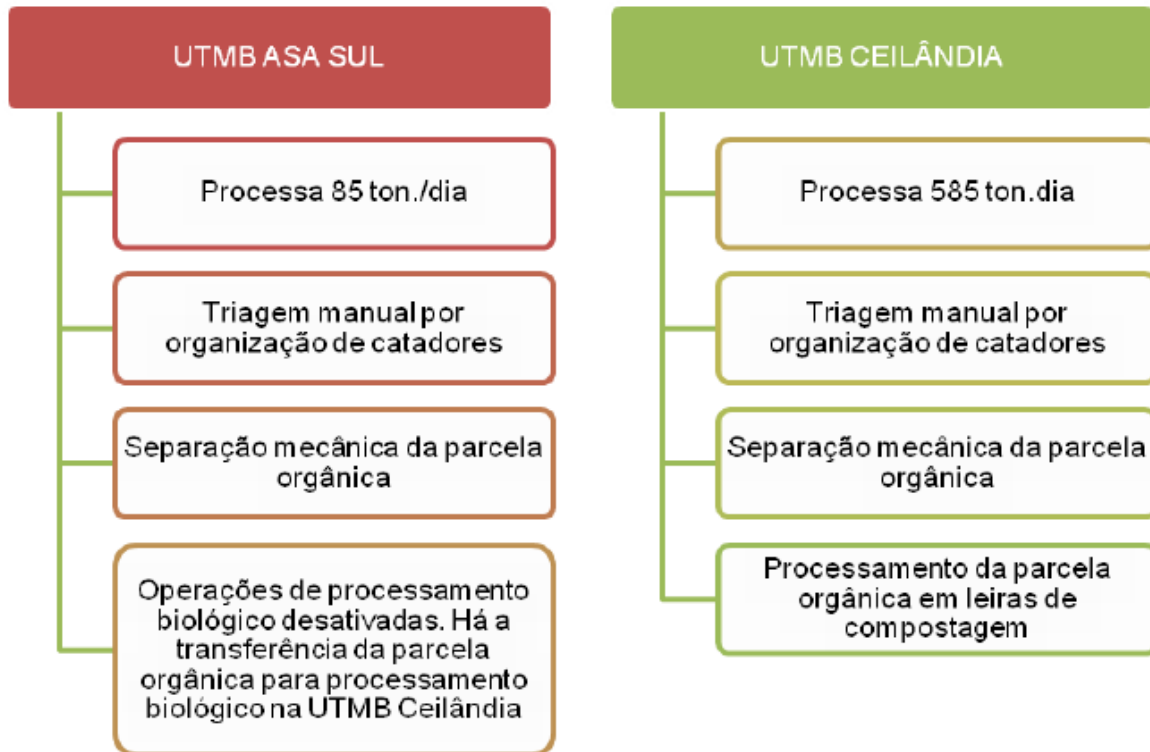 UTMB ASA SUL
Processa 85 ton./dia
Triagem manual por
organização de catadores
Separação mecânica da parcela
orgânica
Operações de processamento
biológico desativadas. Há a
transferência da parcela
orgânica para processamento
biológico na UTMB Ceilândia
UTMB CEILÂNDIA
Processa 585 ton.dia
Triagem manual por
organização de catadores
Separação mecânica da parcela
orgânica
Processamento da parcela
orgânica em leiras de
compostagem